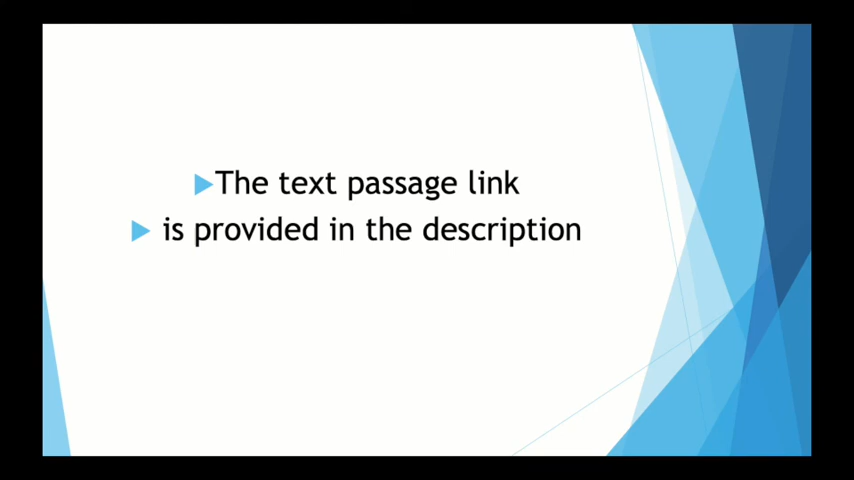 The text passage link
is provided in the description